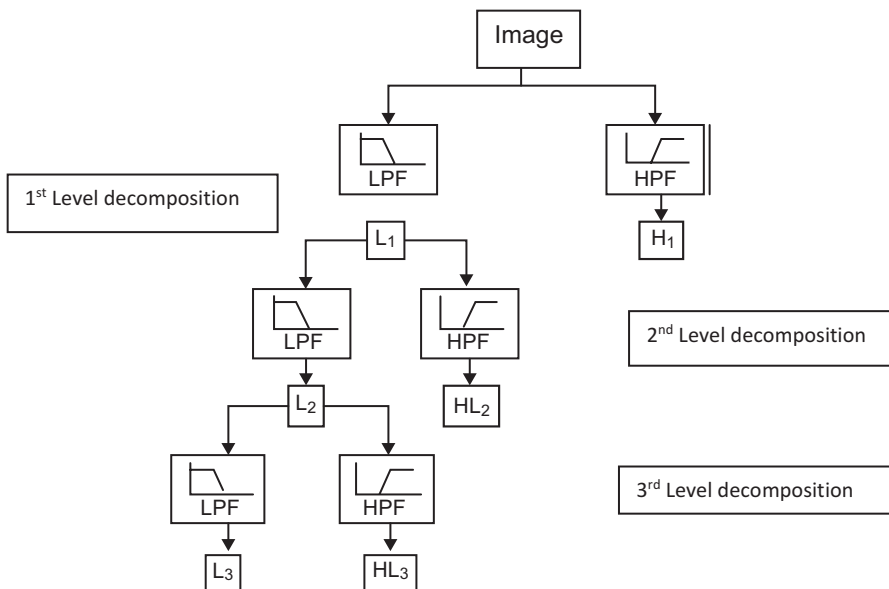 Image
LPF
HPF
1st Level decomposition
L1
H1
LPF
HPF
2nd Level decomposition
L2
HL2
LPF
HPF
3rd Level decomposition
L3
HL3